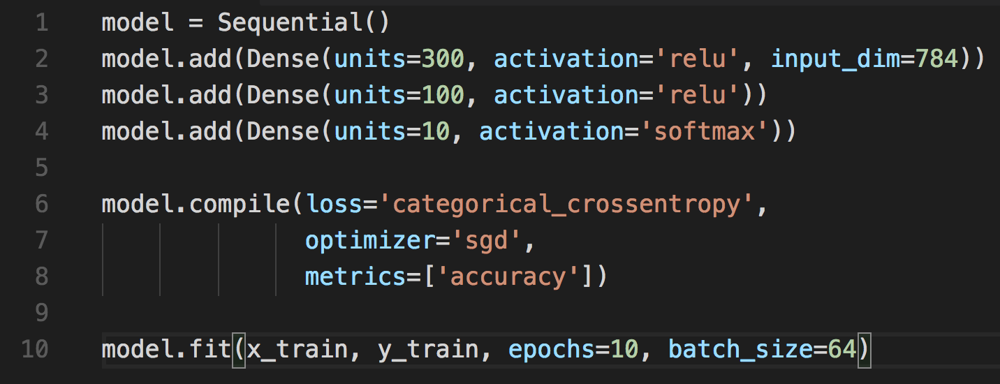 1 model = Sequential()
2 model.add(Dense(units=300, activation='relu', input_dim=784))
3 model.add(Dense(units=100, activation='relu'))
4 model.add(Dense(units=10, activation='softmax'))
5
6 model.compile(loss='categorical_crossentropy',
7               optimizer='sgd',
8               metrics=['accuracy'])
9
10 model.fit(x_train, y_train, epochs=10, batch_size=64)